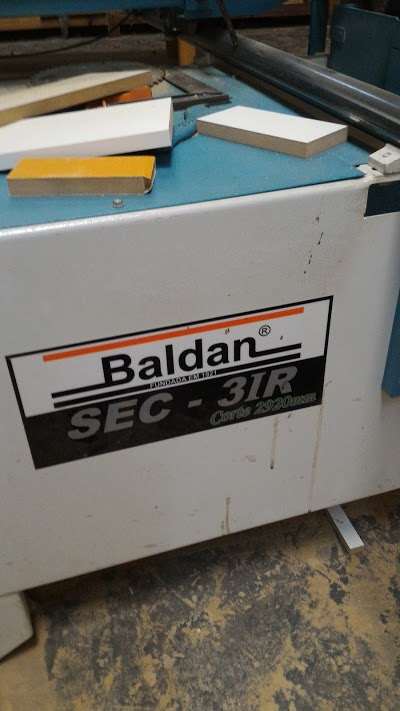 Baldan®
FUNDADA EM 1921
SEC - 3IR
Corte 2920mm